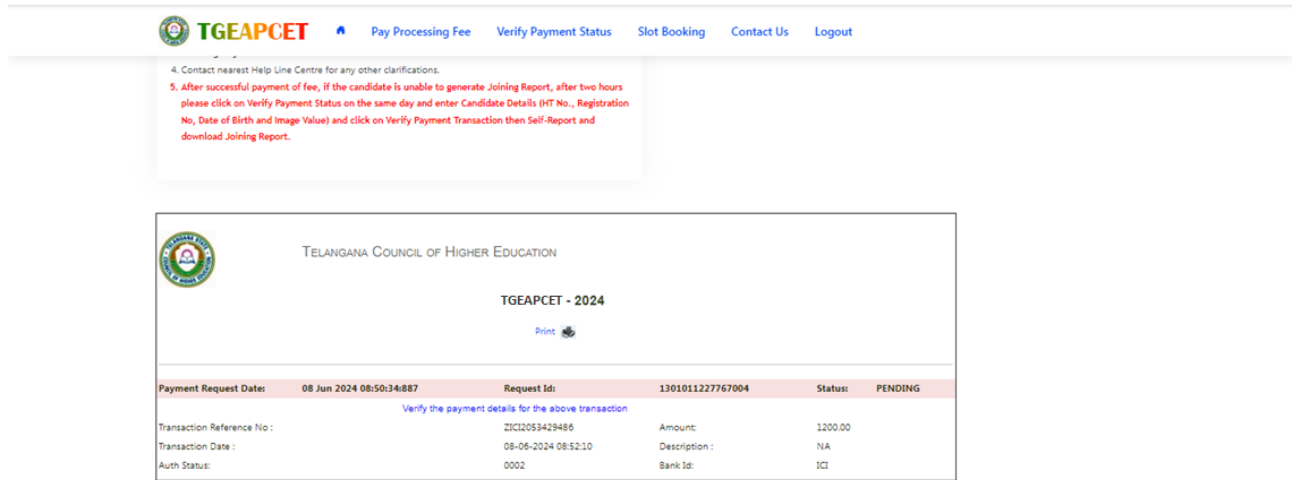 TGEAPCET Pay Processing Fee Verify Payment Status Slot Booking Contact Us Logout
4. Contact nearest Help Line Centre for any other clarifications.
5. After successful payment of fee, if the candidate is unable to generate Joining Report, after two hours
please click on Verify Payment Status on the same day and enter Candidate Details (HT No., Registration
No, Date of Birth and Image Value) and click on Verify Payment Transaction then Self-Report and
download Joining Report.
TELANGANA COUNCIL OF HIGHER EDUCATION
TGEAPCET - 2024
Print
Payment Request Date: 08 Jun 2024 08:50:34:887 Request Id: 1301011227767004 Status: PENDING
Verify the payment details for the above transaction
Transaction Reference No : ZICI2053429486 Amount: 1200.00
Transaction Date : 08-06-2024 08:52:10 Description : NA
Auth Status: 0002 Bank Id: ICI